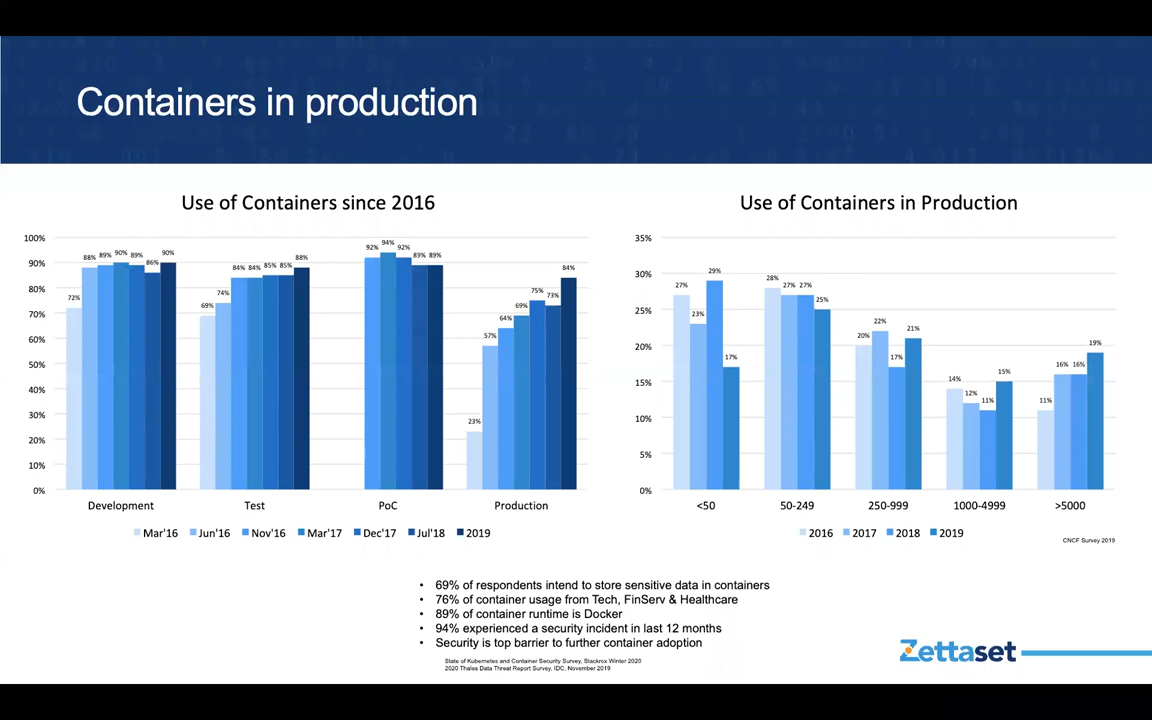 Containers in production
Use of Containers since 2016
100%
90%
80%
70%
60%
50%
40%
30%
20%
10%
0%
72% 88% 89% 90% 89% 86% 90%
69% 74% 84% 84% 85% 85% 88%
92% 94% 92% 89% 89%
23% 57% 64% 69% 75% 73% 84%
Development Test PoC Production
Mar'16 Jun'16 Nov'16 Mar'17 Dec'17 Jul'18 2019
Use of Containers in Production
35%
30%
25%
20%
15%
10%
5%
0%
27% 23% 29% 17%
28% 27% 27% 25%
20% 22% 17% 21%
14% 12% 11% 15%
11% 16% 16% 19%
<50 50-249 250-999 1000-4999 >5000
2016 2017 2018 2019
CNCF Survey 2019
• 69% of respondents intend to store sensitive data in containers
• 76% of container usage from Tech, FinServ & Healthcare
• 89% of container runtime is Docker
• 94% experienced a security incident in last 12 months
• Security is top barrier to further container adoption
State of Kubernetes and Container Security Survey, Stackrox Winter 2020
2020 Thales Data Threat Report Survey. IDC, November 2019
Zettaset